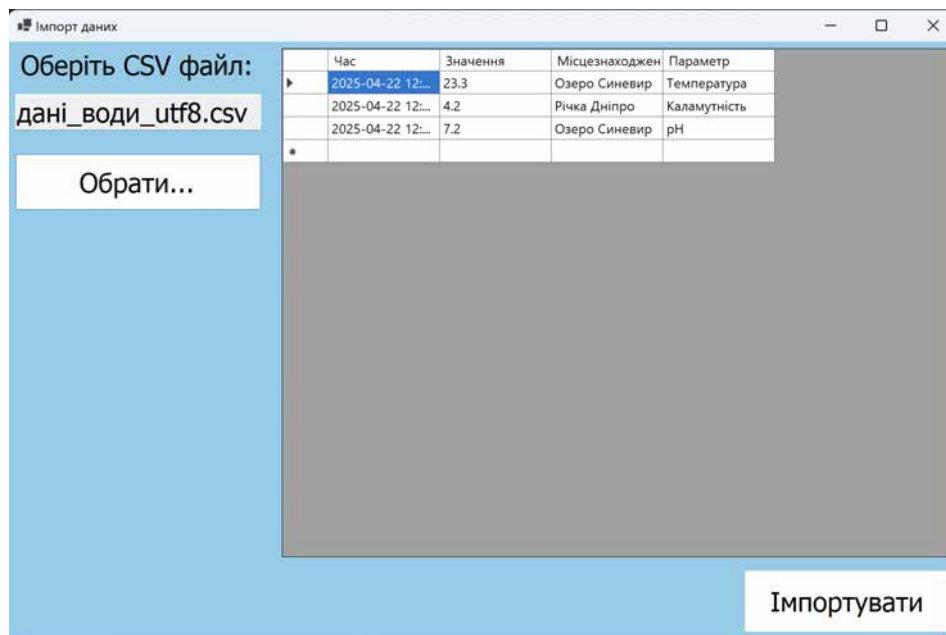 Імпорт даних
Оберіть CSV файл:
дані_води_utf8.csv
Обрати...
Час Значення Місцезнаходжен Параметр
2025-04-22 12:... 23.3 Озеро Синевир Температура
2025-04-22 12:... 4.2 Річка Дніпро Каламутність
2025-04-22 12:... 7.2 Озеро Синевир pH
Імпортувати